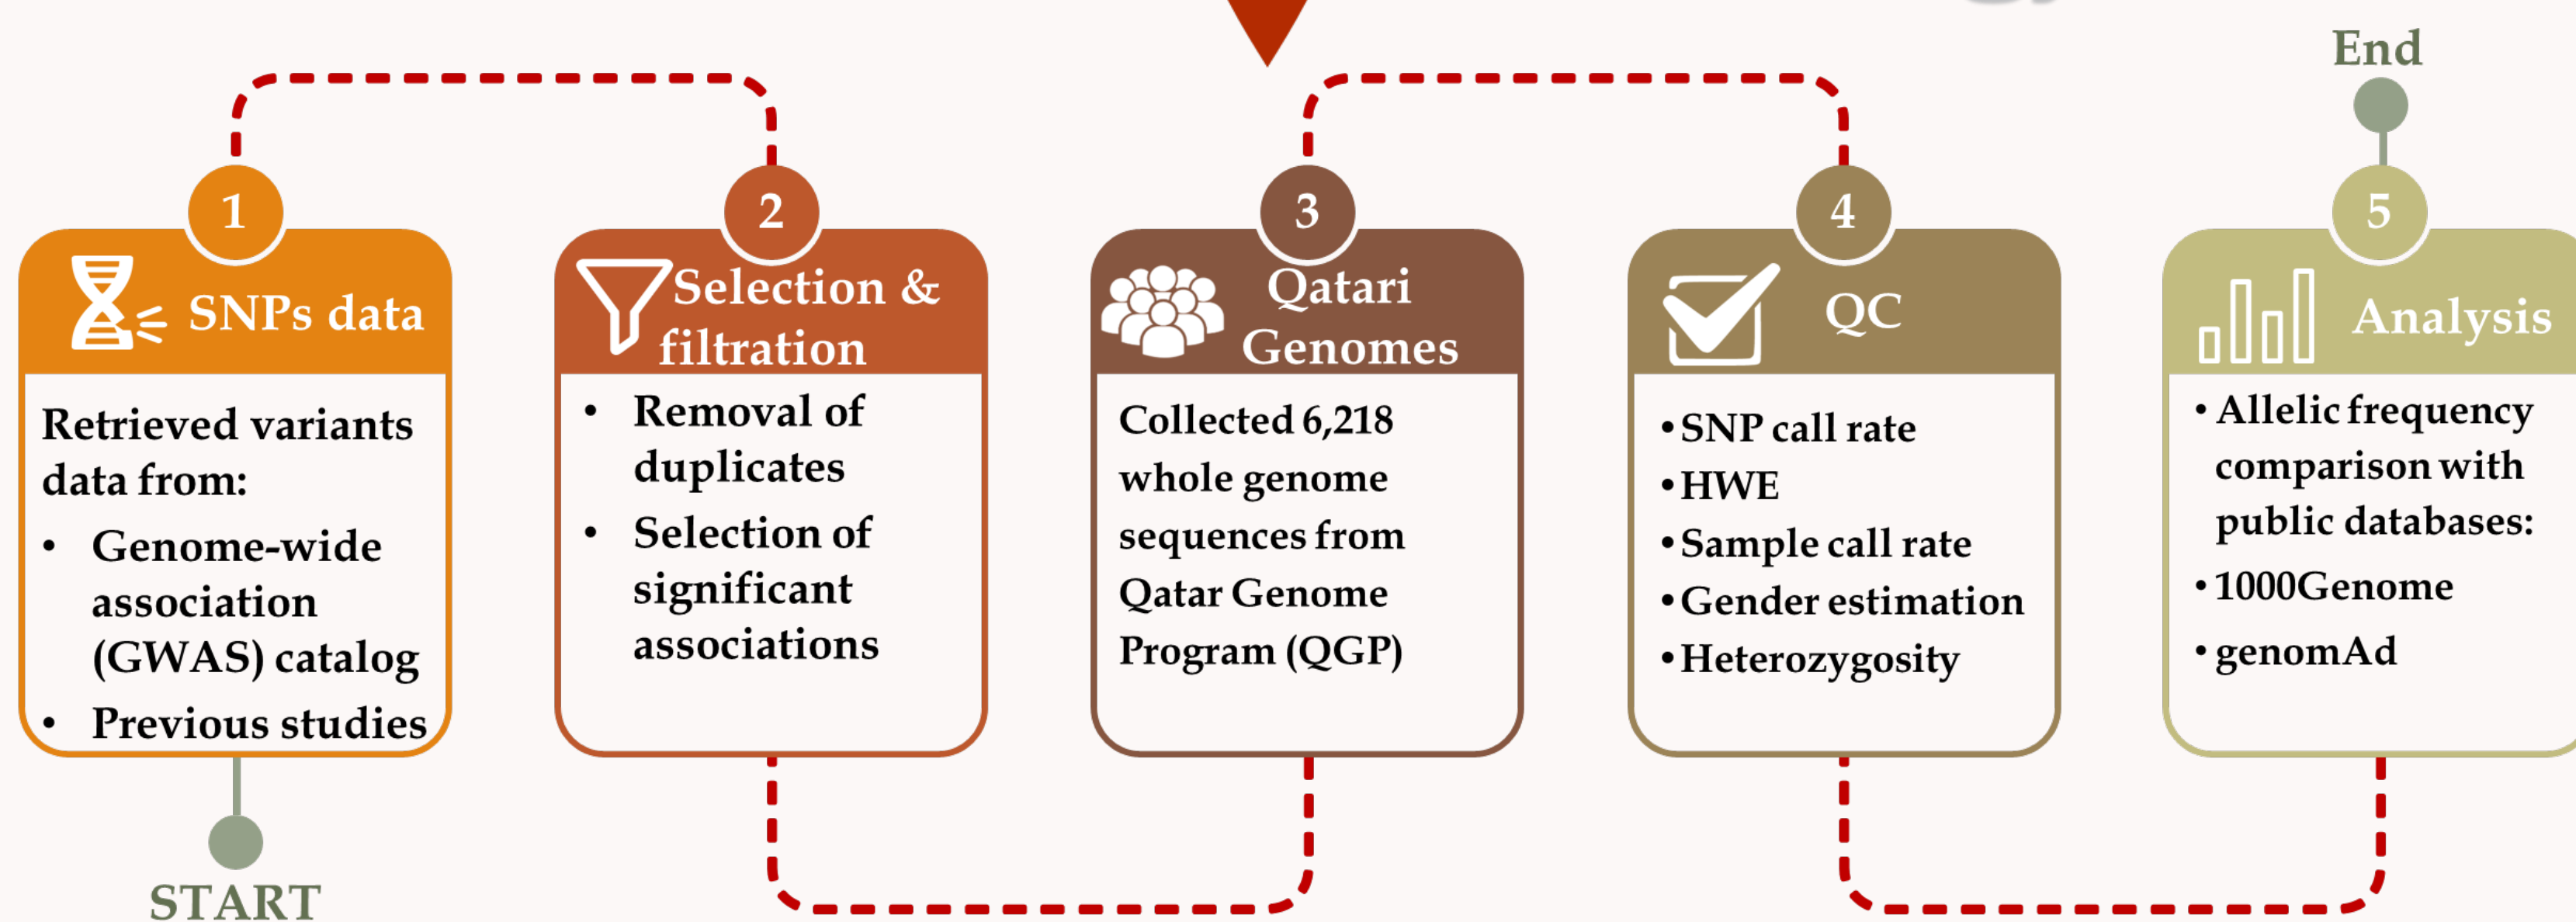 End
1
SNPs data
Retrieved variants
data from:
• Genome-wide
association
(GWAS) catalog
• Previous studies
START
2
Selection &
filtration
• Removal of
duplicates
• Selection of
significant
associations
3
Qatari
Genomes
Collected 6,218
whole genome
sequences from
Qatar Genome
Program (QGP)
4
QC
• SNP call rate
• HWE
• Sample call rate
• Gender estimation
• Heterozygosity
5
Analysis
• Allelic frequency
comparison with
public databases:
• 1000Genome
• genomAd